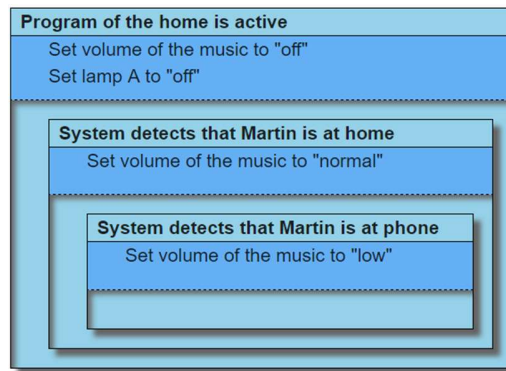 Program of the home is active
Set volume of the music to "off"
Set lamp A to "off"
System detects that Martin is at home
Set volume of the music to "normal"
System detects that Martin is at phone
Set volume of the music to "low"